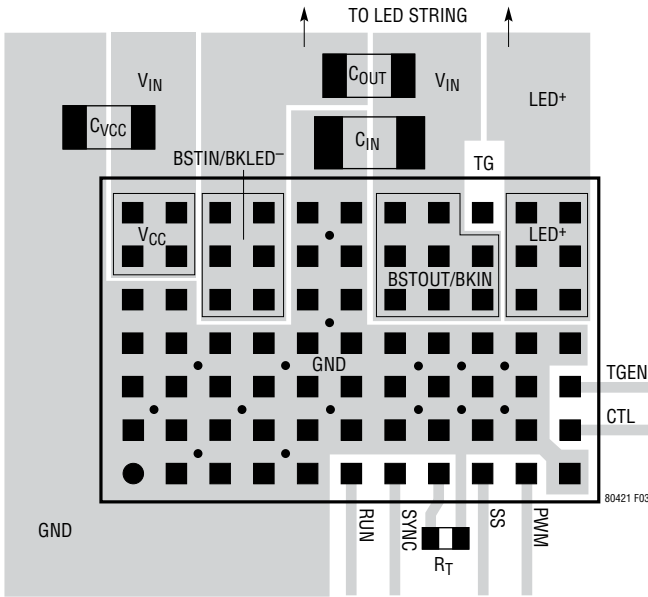 TO LED STRING
VIN
COUT
VIN
LED+
CVCC
CIN
BSTIN/BKLED–
TG
VCC
LED+
BSTOUT/BKIN
GND
TGEN
CTL
80421 F03
GND
RUN
SYNC
RT
SS
PWM